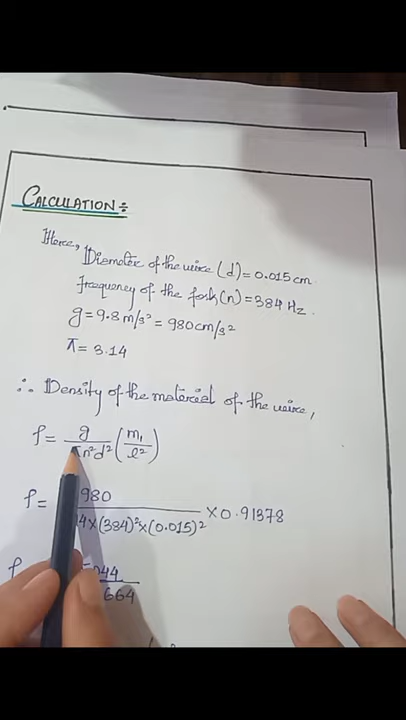 CALCULATION÷
Here,
Diameter of the wire (d) = 0.015 cm
Frequency of the fork (n) = 384 Hz.
g = 9.8 m/s² = 980 cm/s²
π = 3.14
∴ Density of the material of the wire,
ρ = g/πn²d² (m₁/l²)
ρ = 980/4×(384)²×(0.015)² × 0.91378
ρ 44/664